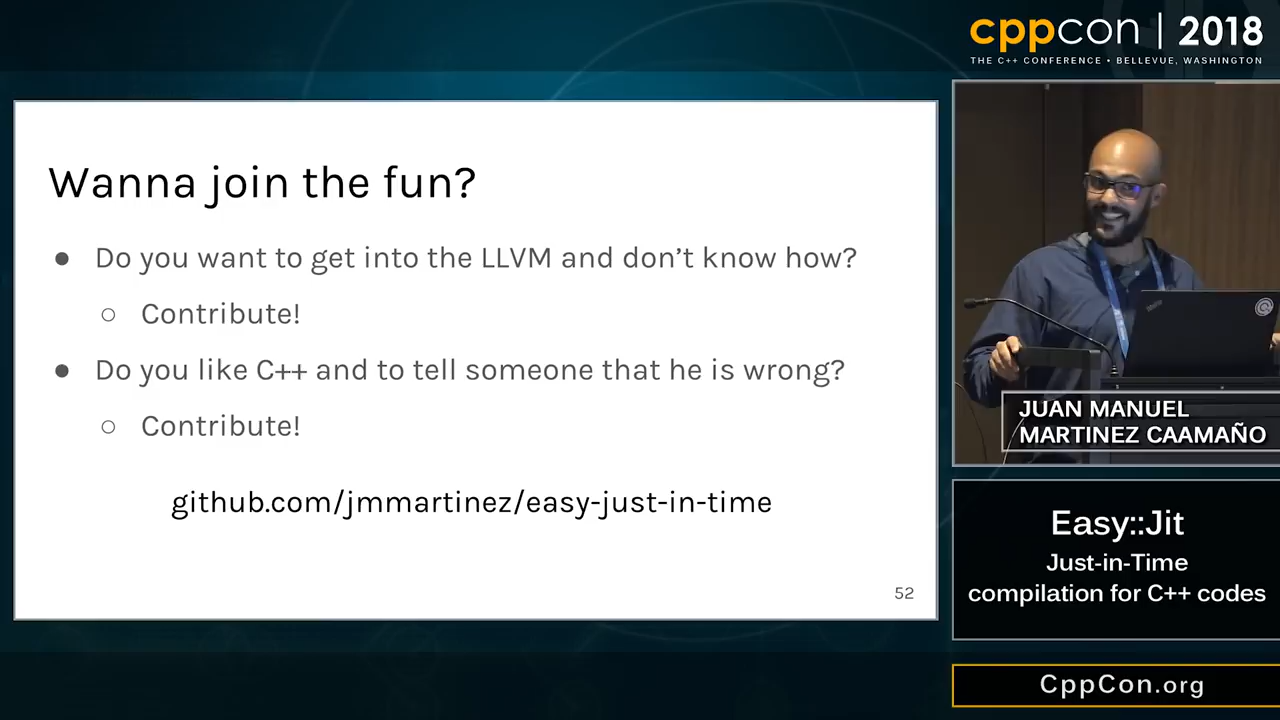 cppcon | 2018
THE C++ CONFERENCE • BELLEVUE, WASHINGTON
Wanna join the fun?
● Do you want to get into the LLVM and don’t know how?
○ Contribute!
● Do you like C++ and to tell someone that he is wrong?
○ Contribute!
github.com/jmmartinez/easy-just-in-time
52
ThinkPad
JUAN MANUEL
MARTINEZ CAAMAÑO
Easy::Jit
Just-in-Time
compilation for C++ codes
CppCon.org